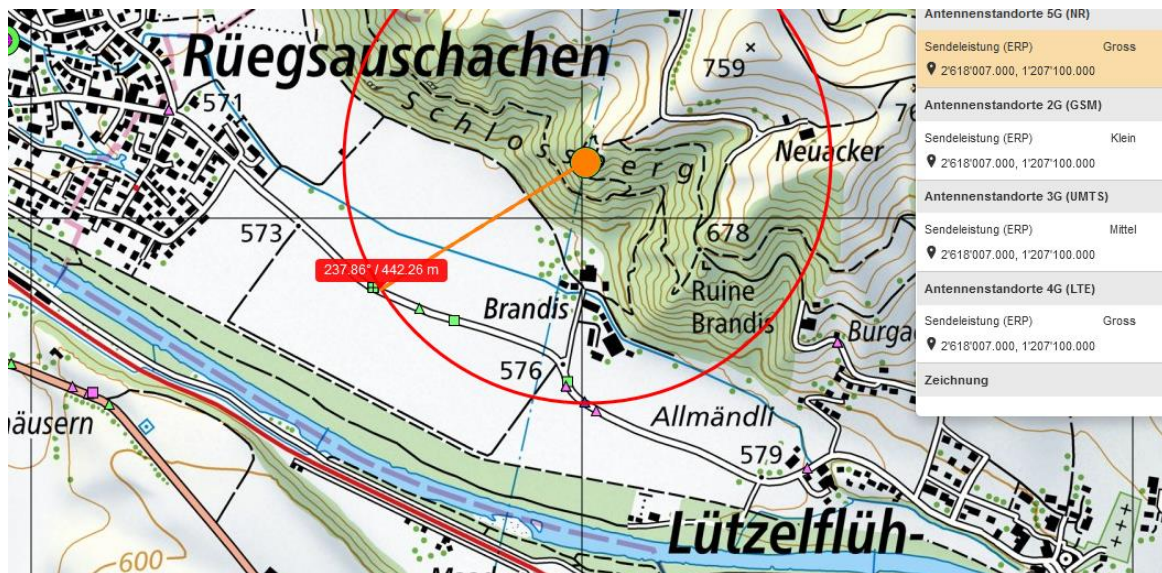 Rüegsauschachen
571
Schlossberg
759
Neuacker
573
678
237.86° / 442.26 m
Brandis
Ruine
Brandis
576
Allmändli
579
Lützelflüh-
600
Antennenstandorte 5G (NR)
Sendeleistung (ERP) Gross
2'618'007.000, 1'207'100.000
Antennenstandorte 2G (GSM)
Sendeleistung (ERP) Klein
2'618'007.000, 1'207'100.000
Antennenstandorte 3G (UMTS)
Sendeleistung (ERP) Mittel
2'618'007.000, 1'207'100.000
Antennenstandorte 4G (LTE)
Sendeleistung (ERP) Gross
2'618'007.000, 1'207'100.000
Zeichnung